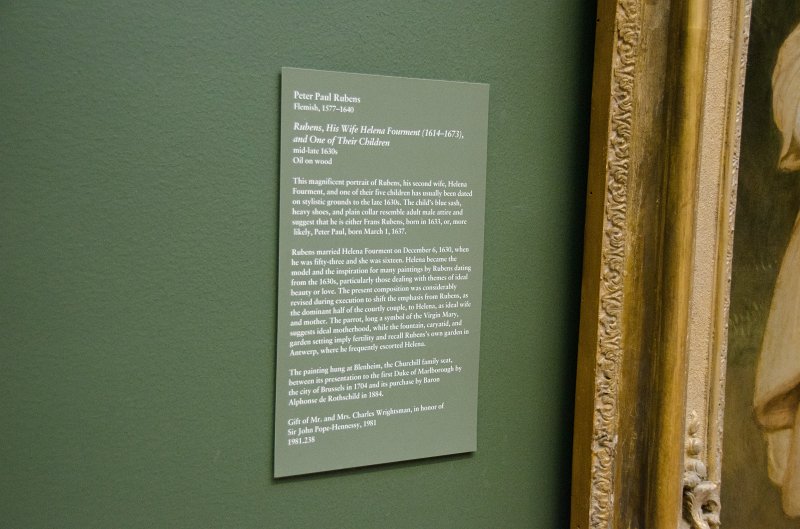 Peter Paul Rubens
Flemish, 1577–1640
Rubens, His Wife Helena Fourment (1614–1673),
and One of Their Children
mid-late 1630s
Oil on wood
This magnificent portrait of Rubens, his second wife, Helena
Fourment, and one of their five children has usually been dated
on stylistic grounds to the late 1630s. The child's blue sash,
heavy shoes, and plain collar resemble adult male attire and
suggest that he is either Frans Rubens, born in 1633, or, more
likely, Peter Paul, born March 1, 1637.
Rubens married Helena Fourment on December 6, 1630, when
he was fifty-three and she was sixteen. Helena became the
model and the inspiration for many paintings by Rubens dating
from the 1630s, particularly those dealing with themes of ideal
beauty or love. The present composition was considerably
revised during execution to shift the emphasis from Rubens, as
the dominant half of the courtly couple, to Helena, as ideal wife
and mother. The parrot, long a symbol of the Virgin Mary,
suggests ideal motherhood, while the fountain, caryatid, and
garden setting imply fertility and recall Rubens's own garden in
Antwerp, where he frequently escorted Helena.
The painting hung at Blenheim, the Churchill family seat,
between its presentation to the first Duke of Marlborough by
the city of Brussels in 1704 and its purchase by Baron
Alphonse de Rothschild in 1884.
Gift of Mr. and Mrs. Charles Wrightsman, in honor of
Sir John Pope-Hennessy, 1981
1981.238